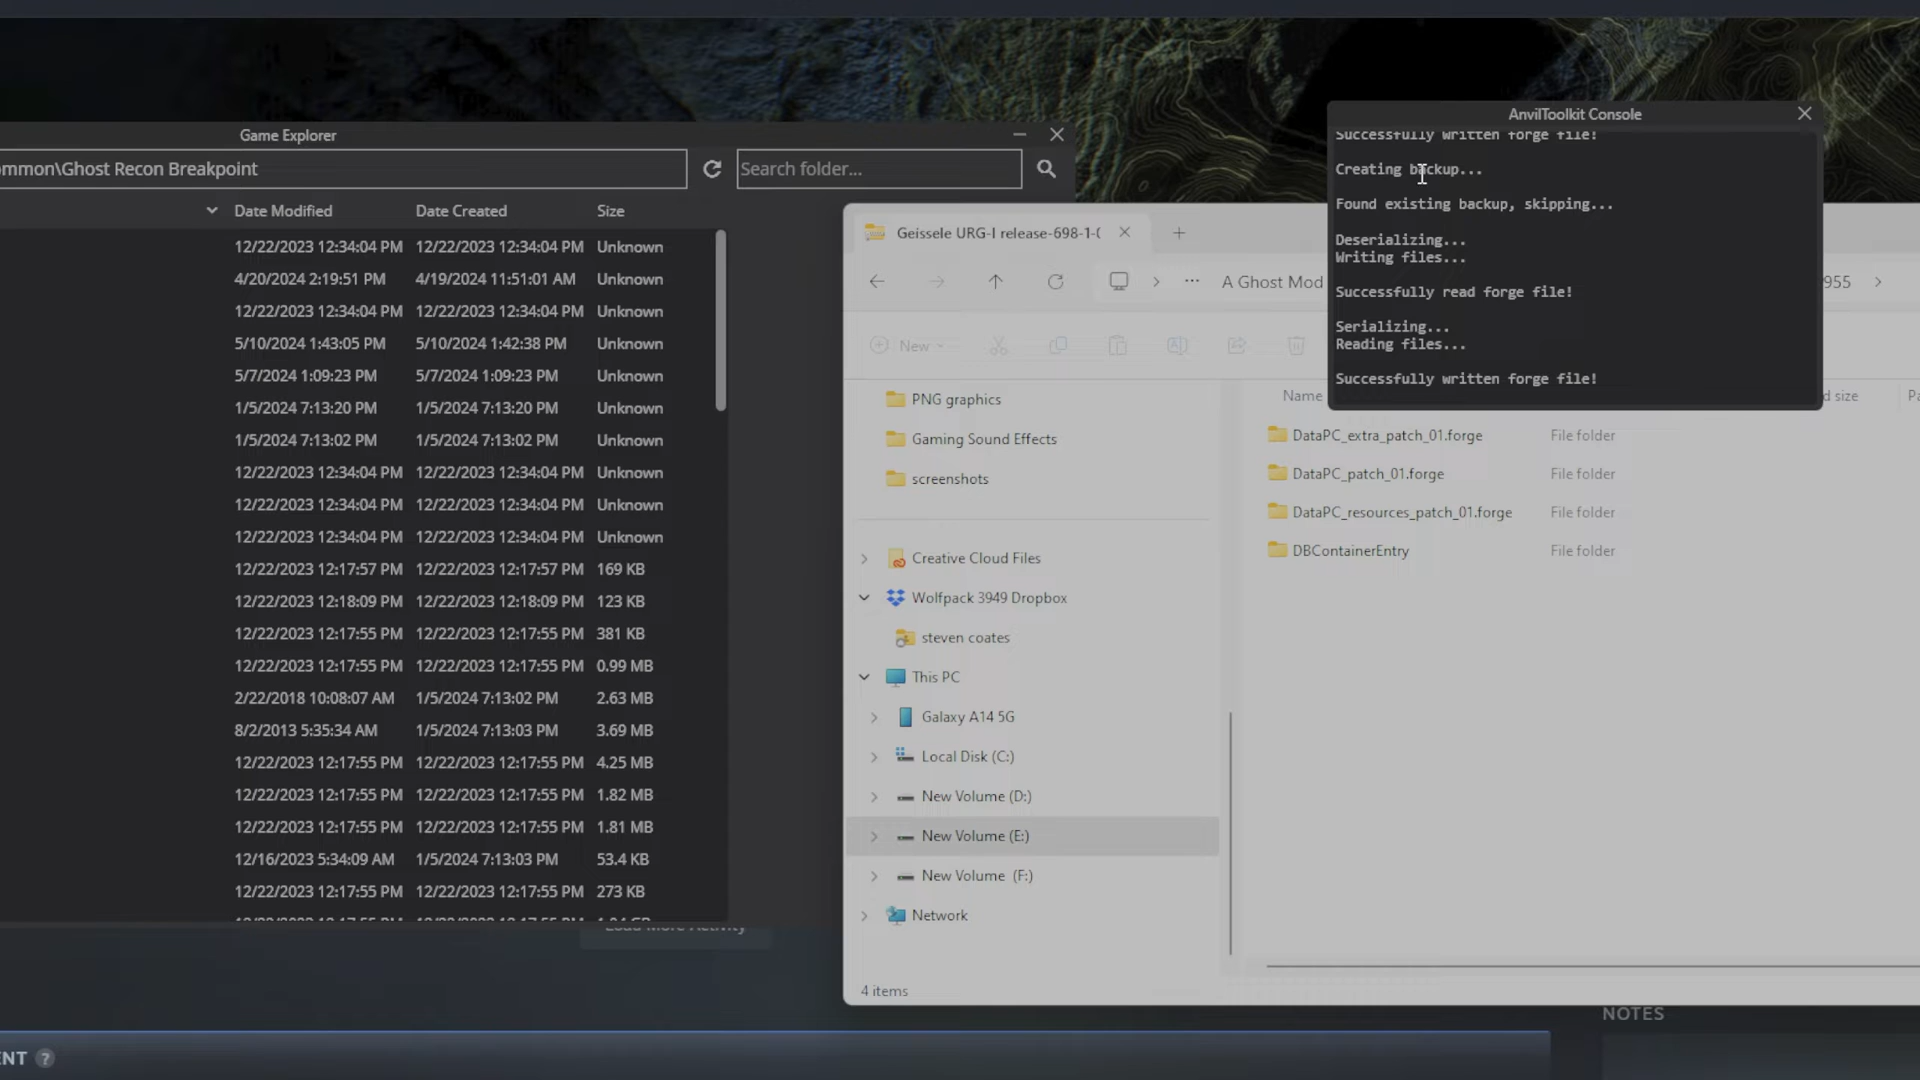 Game Explorer
ommon\Ghost Recon Breakpoint
Search folder...
Date Modified Date Created Size
12/22/2023 12:34:04 PM 12/22/2023 12:34:04 PM Unknown
4/20/2024 2:19:51 PM 4/19/2024 11:51:01 AM Unknown
12/22/2023 12:34:04 PM 12/22/2023 12:34:04 PM Unknown
5/10/2024 1:43:05 PM 5/10/2024 1:42:38 PM Unknown
5/7/2024 1:09:23 PM 5/7/2024 1:09:23 PM Unknown
1/5/2024 7:13:20 PM 1/5/2024 7:13:20 PM Unknown
1/5/2024 7:13:02 PM 1/5/2024 7:13:02 PM Unknown
12/22/2023 12:34:04 PM 12/22/2023 12:34:04 PM Unknown
12/22/2023 12:34:04 PM 12/22/2023 12:34:04 PM Unknown
12/22/2023 12:34:04 PM 12/22/2023 12:34:04 PM Unknown
12/22/2023 12:17:57 PM 12/22/2023 12:17:57 PM 169 KB
12/22/2023 12:18:09 PM 12/22/2023 12:18:09 PM 123 KB
12/22/2023 12:17:55 PM 12/22/2023 12:17:55 PM 381 KB
12/22/2023 12:17:55 PM 12/22/2023 12:17:55 PM 0.99 MB
2/22/2018 10:08:07 AM 1/5/2024 7:13:02 PM 2.63 MB
8/2/2013 5:35:34 AM 1/5/2024 7:13:03 PM 3.69 MB
12/22/2023 12:17:55 PM 12/22/2023 12:17:55 PM 4.25 MB
12/22/2023 12:17:55 PM 12/22/2023 12:17:55 PM 1.82 MB
12/22/2023 12:17:55 PM 12/22/2023 12:17:55 PM 1.81 MB
12/16/2023 5:34:09 AM 1/5/2024 7:13:03 PM 53.4 KB
12/22/2023 12:17:55 PM 12/22/2023 12:17:55 PM 273 KB
Load More Activity
AnvilToolkit Console
Successfully written forge file!
Creating backup...
Found existing backup, skipping...
Deserializing...
Writing files...
Successfully read forge file!
Serializing...
Reading files...
Successfully written forge file!
Geissele URG-I release-698-1-0
A Ghost Mod 955
New
PNG graphics
Gaming Sound Effects
screenshots
Creative Cloud Files
Wolfpack 3949 Dropbox
steven coates
This PC
Galaxy A14 5G
Local Disk (C:)
New Volume (D:)
New Volume (E:)
New Volume (F:)
Network
Name d size
DataPC_extra_patch_01.forge File folder
DataPC_patch_01.forge File folder
DataPC_resources_patch_01.forge File folder
DBContainerEntry File folder
4 items
NOTES
ENT ?